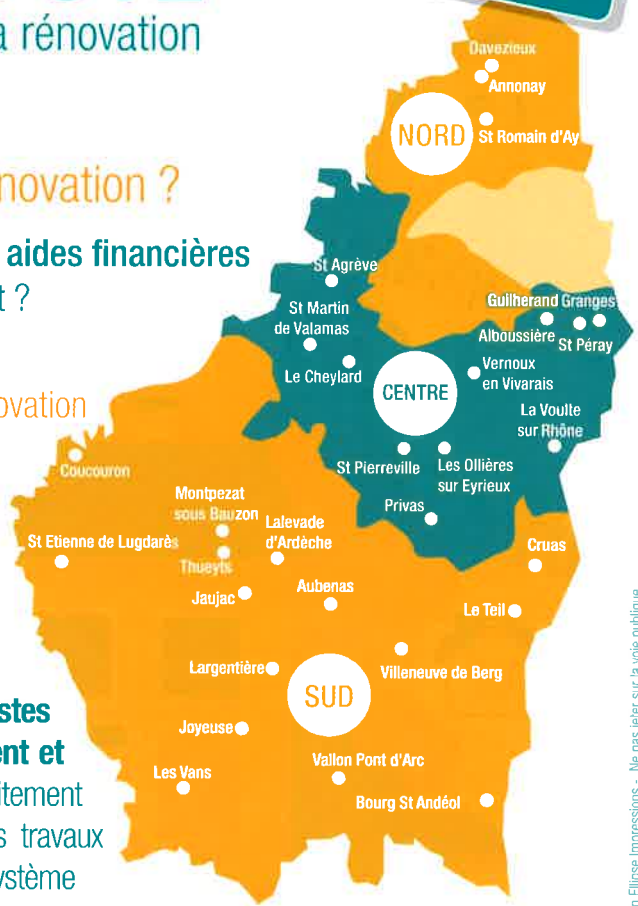 a rénovation
novation ?
aides financières
t ?
ovation
Davezieux
Annonay
NORD
St Romain d'Ay
St Agrève
St Martin
de Valamas
Le Cheylard
Guilherand Granges
Alboussière
St Péray
CENTRE
Vernoux
en Vivarais
La Voulte
sur Rhône
St Pierreville
Les Ollières
sur Eyrieux
Privas
Coucouron
Montpezat
sous Bauzon
St Etienne de Lugdarès
Thueyts
Lalevade
d'Ardèche
Jaujac
Aubenas
Cruas
Le Teil
Largentière
Villeneuve de Berg
SUD
Joyeuse
Les Vans
Vallon Pont d'Arc
Bourg St Andéol
stes
ent et
itement
s travaux
ystème
n Ellipse Impressions - Ne pas jeter sur la voie publique